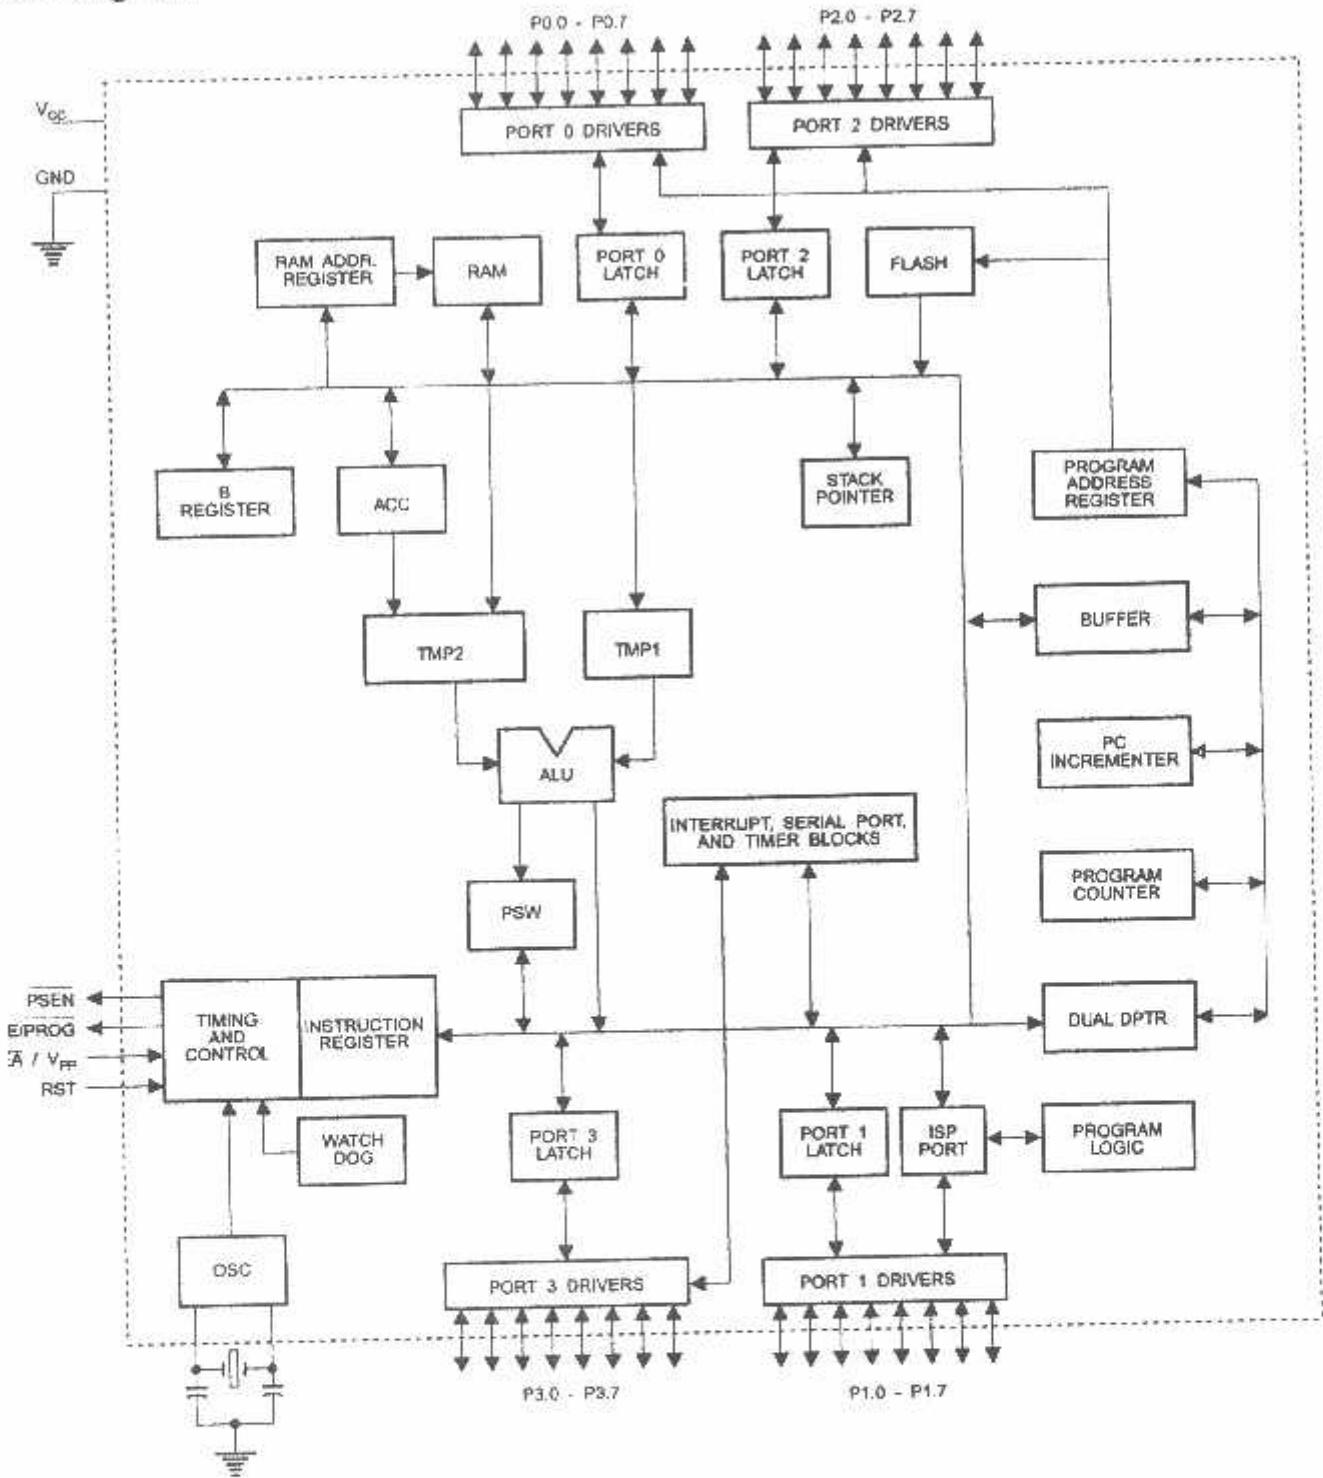 P0.0 - P0.7
P2.0 - P2.7
VCC
PORT 0 DRIVERS
PORT 2 DRIVERS
GND
RAM ADDR.
REGISTER
RAM
PORT 0
LATCH
PORT 2
LATCH
FLASH
B
REGISTER
ACC
STACK
POINTER
PROGRAM
ADDRESS
REGISTER
BUFFER
TMP2
TMP1
PC
INCREMENTER
ALU
INTERRUPT, SERIAL PORT,
AND TIMER BLOCKS
PROGRAM
COUNTER
PSW
PSEN
E/PROG
A / VPP
RST
TIMING
AND
CONTROL
INSTRUCTION
REGISTER
DUAL DPTR
WATCH
DOG
PORT 3
LATCH
PORT 1
LATCH
ISP
PORT
PROGRAM
LOGIC
OSC
PORT 3 DRIVERS
PORT 1 DRIVERS
P3.0 - P3.7
P1.0 - P1.7